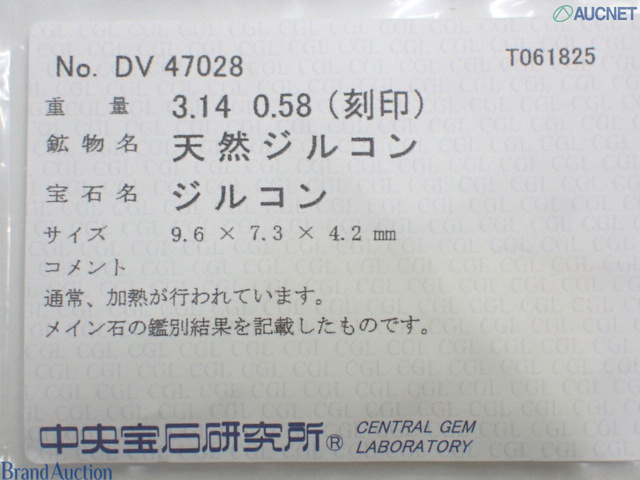 AUCNET
No. DV 47028
T061825
重 量 3.14 0.58 (刻印)
鉱物名 天然ジルコン
宝石名 ジルコン
サイズ 9.6 × 7.3 × 4.2 mm
コメント
通常、加熱が行われています。
メイン石の鑑別結果を記載したものです。
中央宝石研究所® CENTRAL GEM
LABORATORY
Brand Auction